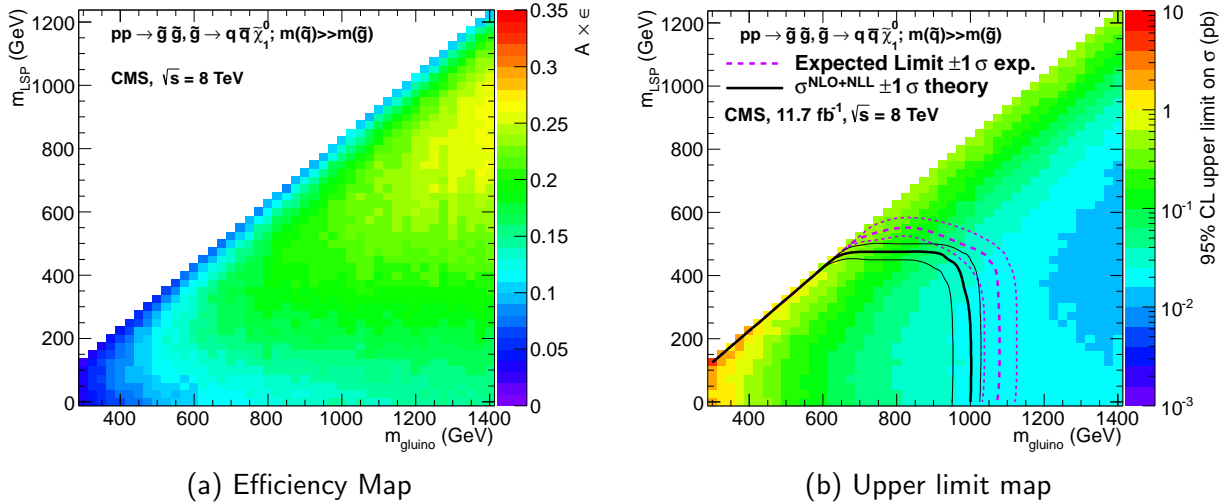 pp → g̃ g̃, g̃ → q q̄ χ̃₁⁰; m(q̃)>>m(g̃)
CMS, √s = 8 TeV
m_LSP (GeV)
1200
1000
800
600
400
200
0
400 600 800 1000 1200 1400
m_gluino (GeV)
0.35
0.3
0.25
0.2
0.15
0.1
0.05
0
A × ε
(a) Efficiency Map
pp → g̃ g̃, g̃ → q q̄ χ̃₁⁰; m(q̃)>>m(g̃)
Expected Limit ±1 σ exp.
σ^NLO+NLL ±1 σ theory
CMS, 11.7 fb⁻¹, √s = 8 TeV
m_LSP (GeV)
1200
1000
800
600
400
200
0
400 600 800 1000 1200 1400
m_gluino (GeV)
10
1
10⁻¹
10⁻²
10⁻³
95% CL upper limit on σ (pb)
(b) Upper limit map